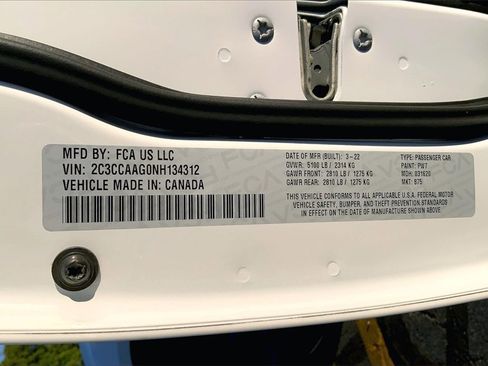 MFD BY: FCA US LLC
VIN: 2C3CCAAG0NH134312
VEHICLE MADE IN: CANADA
DATE OF MFR (BUILT): 3-22
GVWR: 5100 LB / 2314 KG
GAWR FRONT: 2810 LB / 1275 KG
GAWR REAR: 2810 LB / 1275 KG
TYPE: PASSENGER CAR
PAINT: PW7
MDH: 031620
MKT: B75
THIS VEHICLE CONFORMS TO ALL APPLICABLE U.S.A. FEDERAL MOTOR
VEHICLE SAFETY, BUMPER, AND THEFT PREVENTION STANDARDS
IN EFFECT ON THE DATE OF MANUFACTURE SHOWN ABOVE.